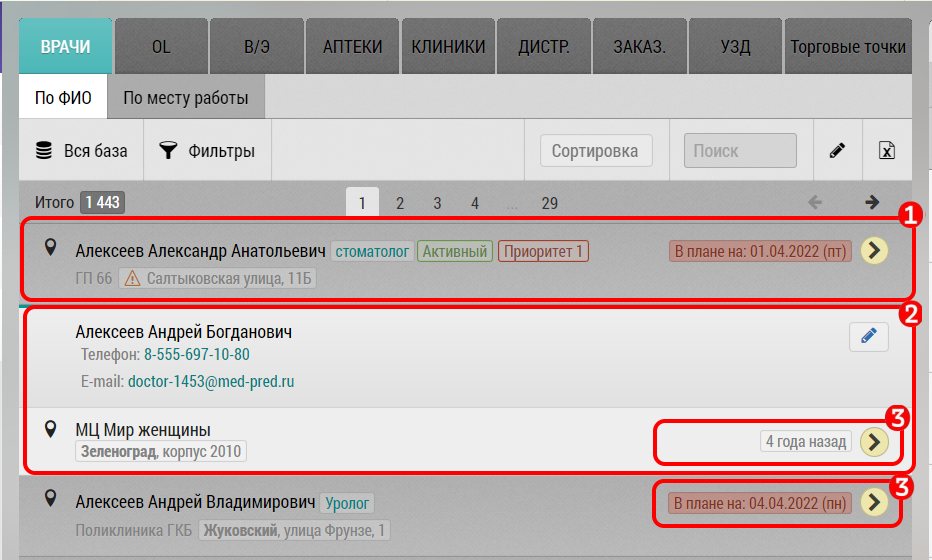 ВРАЧИ OL В/Э АПТЕКИ КЛИНИКИ ДИСТР. ЗАКАЗ. УЗД Торговые точки
По ФИО По месту работы
Вся база Фильтры Сортировка Поиск
Итого 1 443 1 2 3 4 ... 29
1
Алексеев Александр Анатольевич стоматолог Активный Приоритет 1 В плане на: 01.04.2022 (пт)
ГП 66 Салтыковская улица, 11Б
2
Алексеев Андрей Богданович
Телефон: 8-555-697-10-80
E-mail: doctor-1453@med-pred.ru
3
МЦ Мир женщины
4 года назад
Зеленоград, корпус 2010
3
Алексеев Андрей Владимирович Уролог В плане на: 04.04.2022 (пн)
Поликлиника ГКБ Жуковский, улица Фрунзе, 1